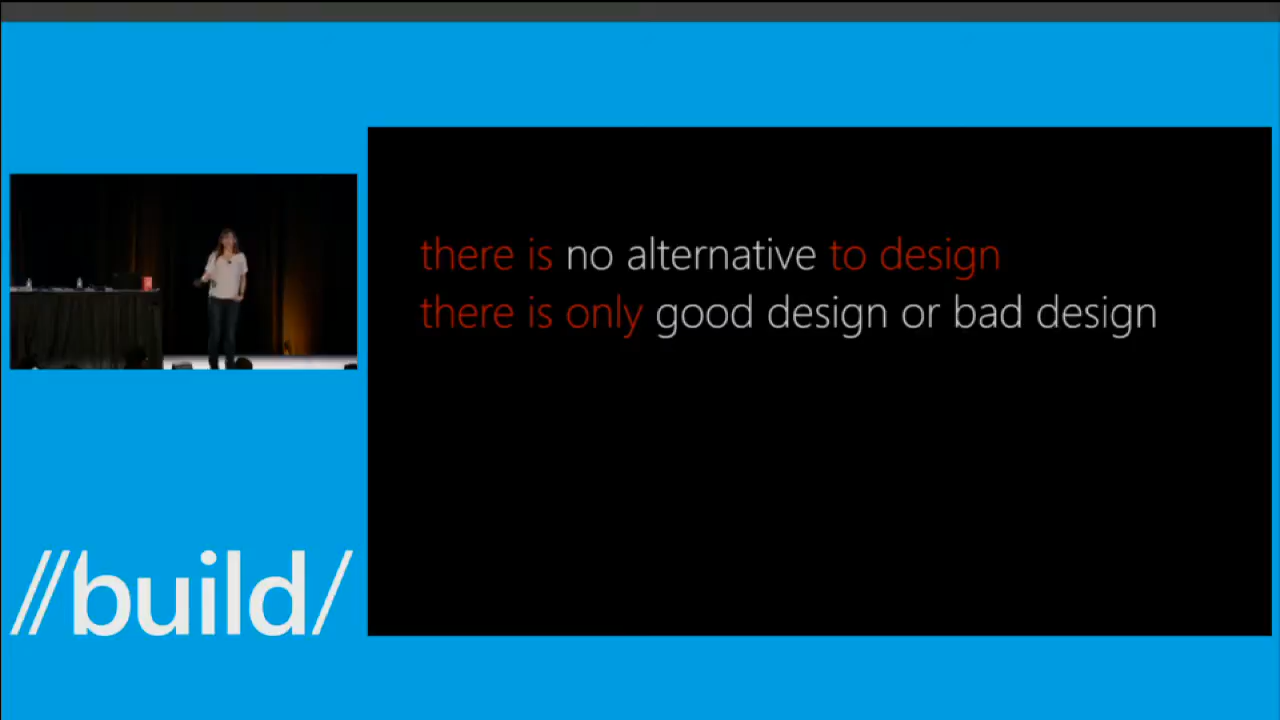 there is no alternative to design
there is only good design or bad design
//build/